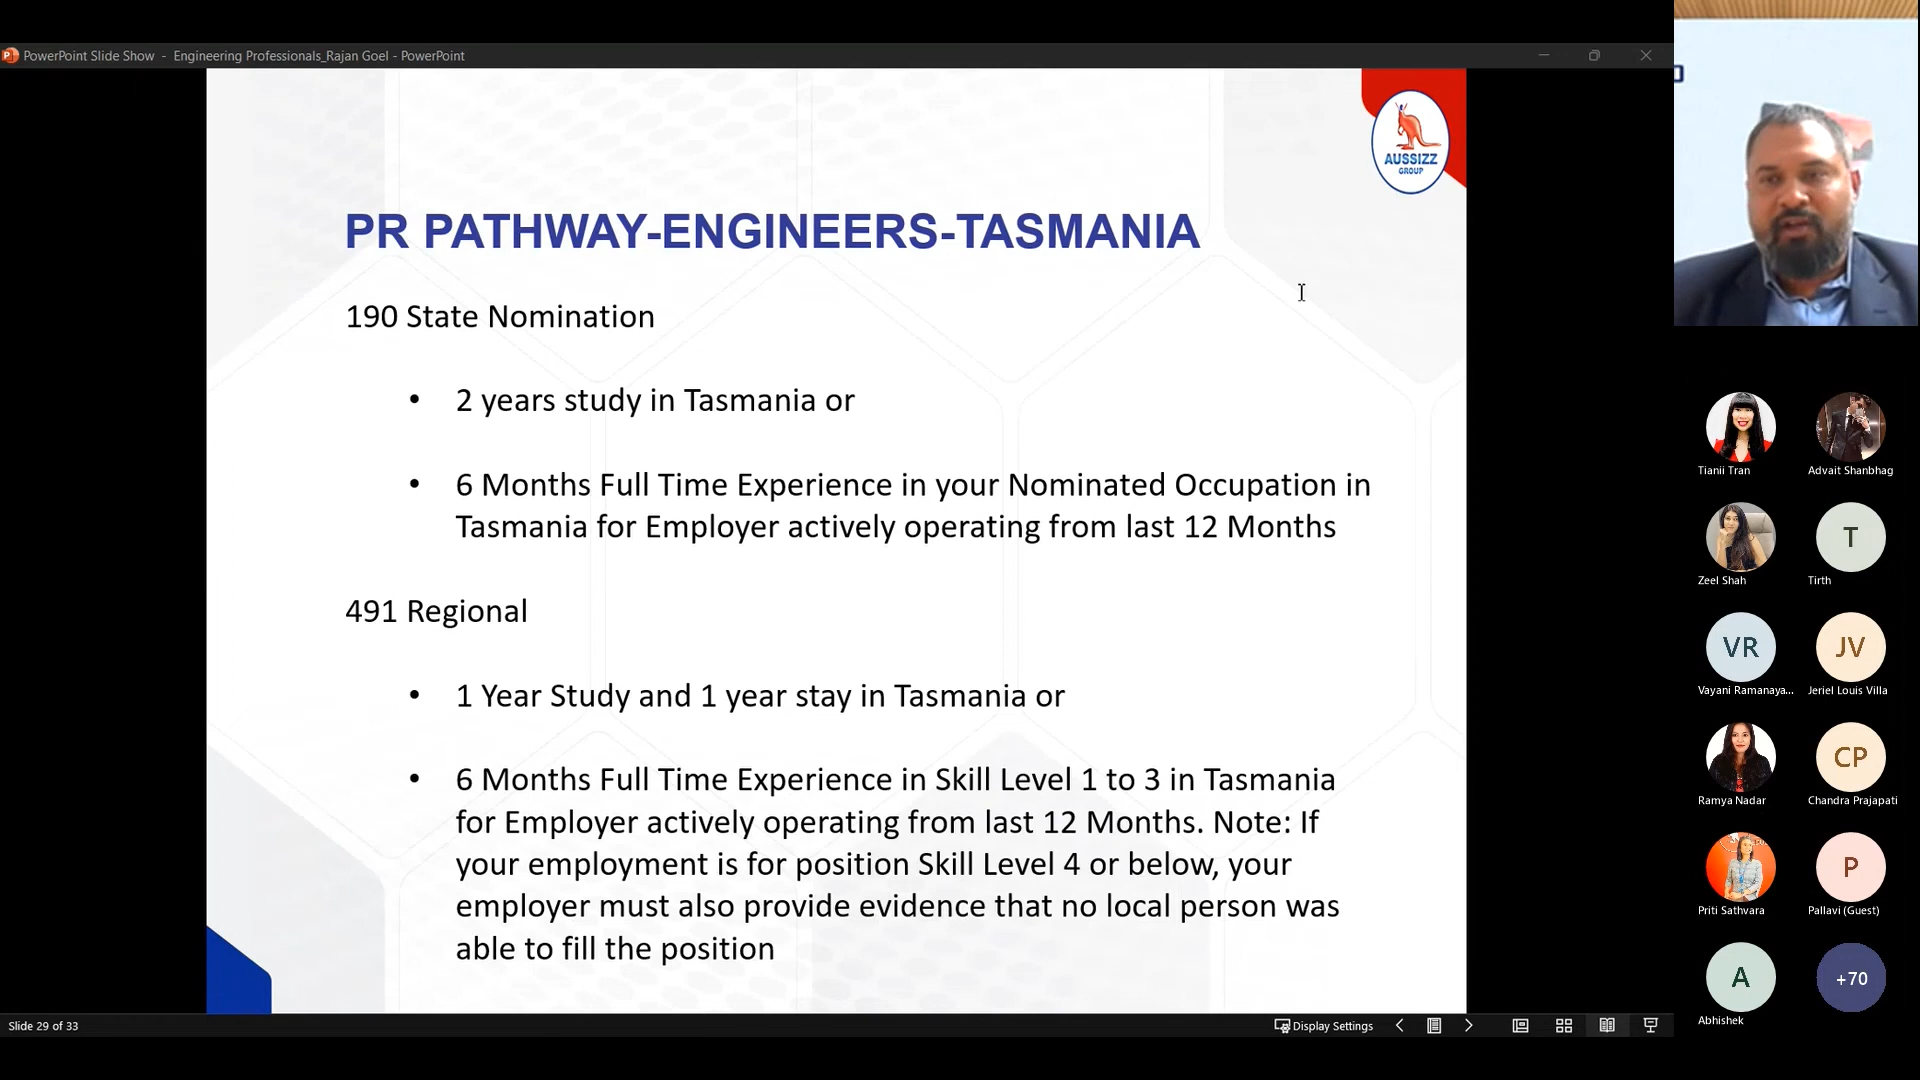 PowerPoint Slide Show - Engineering Professionals_Rajan Goel - PowerPoint
AUSSIZZ
GROUP
PR PATHWAY-ENGINEERS-TASMANIA
190 State Nomination
• 2 years study in Tasmania or
• 6 Months Full Time Experience in your Nominated Occupation in
Tasmania for Employer actively operating from last 12 Months
491 Regional
• 1 Year Study and 1 year stay in Tasmania or
• 6 Months Full Time Experience in Skill Level 1 to 3 in Tasmania
for Employer actively operating from last 12 Months. Note: If
your employment is for position Skill Level 4 or below, your
employer must also provide evidence that no local person was
able to fill the position
Slide 29 of 33
Display Settings
Tianii Tran
Advait Shanbhag
Zeel Shah
T
Tirth
VR
Vayani Ramanaya...
JV
Jeriel Louis Villa
Ramya Nadar
CP
Chandra Prajapati
Priti Sathvara
P
Pallavi (Guest)
A
Abhishek
+70